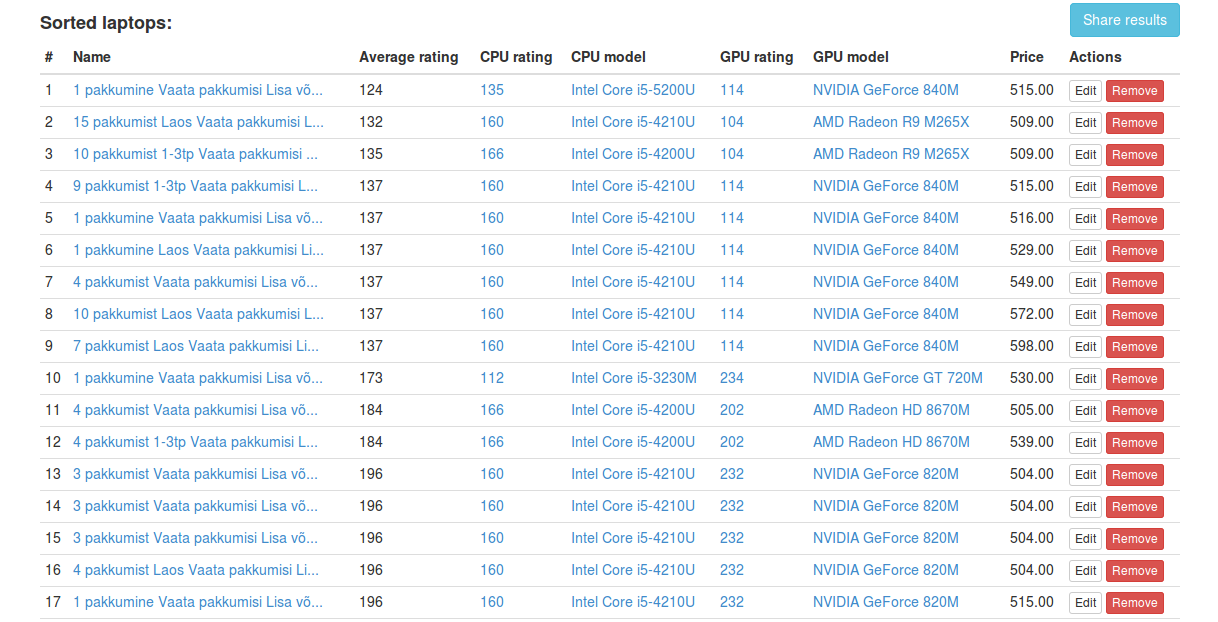 Sorted laptops:
Share results
# Name Average rating CPU rating CPU model GPU rating GPU model Price Actions
1 1 pakkumine Vaata pakkumisi Lisa võ... 124 135 Intel Core i5-5200U 114 NVIDIA GeForce 840M 515.00 Edit Remove
2 15 pakkumist Laos Vaata pakkumisi L... 132 160 Intel Core i5-4210U 104 AMD Radeon R9 M265X 509.00 Edit Remove
3 10 pakkumist 1-3tp Vaata pakkumisi ... 135 166 Intel Core i5-4200U 104 AMD Radeon R9 M265X 509.00 Edit Remove
4 9 pakkumist 1-3tp Vaata pakkumisi L... 137 160 Intel Core i5-4210U 114 NVIDIA GeForce 840M 515.00 Edit Remove
5 1 pakkumine Vaata pakkumisi Lisa võ... 137 160 Intel Core i5-4210U 114 NVIDIA GeForce 840M 516.00 Edit Remove
6 1 pakkumine Laos Vaata pakkumisi Li... 137 160 Intel Core i5-4210U 114 NVIDIA GeForce 840M 529.00 Edit Remove
7 4 pakkumist Vaata pakkumisi Lisa võ... 137 160 Intel Core i5-4210U 114 NVIDIA GeForce 840M 549.00 Edit Remove
8 10 pakkumist Laos Vaata pakkumisi L... 137 160 Intel Core i5-4210U 114 NVIDIA GeForce 840M 572.00 Edit Remove
9 7 pakkumist Laos Vaata pakkumisi Li... 137 160 Intel Core i5-4210U 114 NVIDIA GeForce 840M 598.00 Edit Remove
10 1 pakkumine Vaata pakkumisi Lisa võ... 173 112 Intel Core i5-3230M 234 NVIDIA GeForce GT 720M 530.00 Edit Remove
11 4 pakkumist Vaata pakkumisi Lisa võ... 184 166 Intel Core i5-4200U 202 AMD Radeon HD 8670M 505.00 Edit Remove
12 4 pakkumist 1-3tp Vaata pakkumisi L... 184 166 Intel Core i5-4200U 202 AMD Radeon HD 8670M 539.00 Edit Remove
13 3 pakkumist Vaata pakkumisi Lisa võ... 196 160 Intel Core i5-4210U 232 NVIDIA GeForce 820M 504.00 Edit Remove
14 3 pakkumist Vaata pakkumisi Lisa võ... 196 160 Intel Core i5-4210U 232 NVIDIA GeForce 820M 504.00 Edit Remove
15 3 pakkumist Vaata pakkumisi Lisa võ... 196 160 Intel Core i5-4210U 232 NVIDIA GeForce 820M 504.00 Edit Remove
16 4 pakkumist Laos Vaata pakkumisi Li... 196 160 Intel Core i5-4210U 232 NVIDIA GeForce 820M 504.00 Edit Remove
17 1 pakkumine Vaata pakkumisi Lisa võ... 196 160 Intel Core i5-4210U 232 NVIDIA GeForce 820M 515.00 Edit Remove